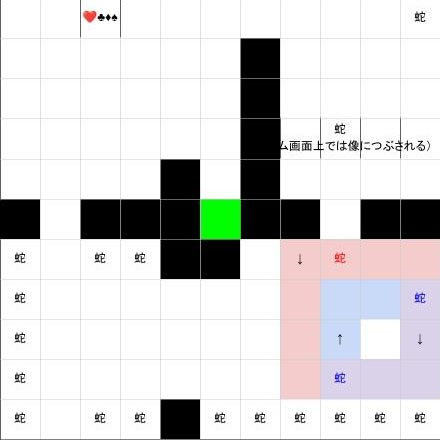 ❤️♣♦♠ 蛇
蛇
ム画面上では像につぶされる）
蛇 蛇 蛇 ↓ 蛇
蛇 蛇
蛇 ↑ ↓
蛇 蛇
蛇 蛇 蛇 蛇 蛇 蛇 蛇 蛇 蛇